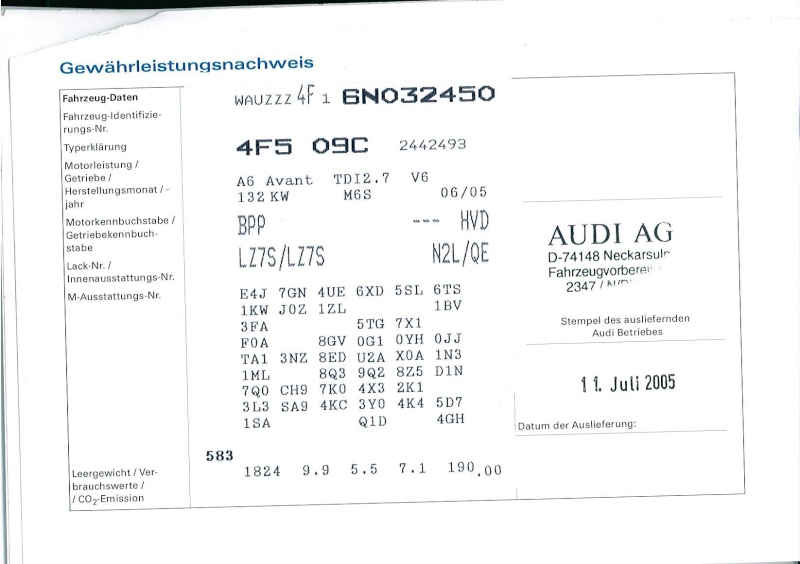 Gewährleistungsnachweis
Fahrzeug-Daten
Fahrzeug-Identifizie-
rungs-Nr.
WAUZZZ 4F 1 6N032450
Typerklärung
4F5 09C 2442493
Motorleistung /
Getriebe /
Herstellungsmonat / -
jahr
A6 Avant TDI2.7 V6
132 KW M6S 06/05
Motorkennbuchstabe /
Getriebekennbuch-
stabe
BPP --- HVD
Lack-Nr. /
Innenausstattungs-Nr.
LZ7S/LZ7S N2L/QE
M-Ausstattungs-Nr.
E4J 7GN 4UE 6XD 5SL 6TS
1KW J0Z 1ZL 1BV
3FA 5TG 7X1
F0A 8GV 0G1 0YH 0JJ
TA1 3NZ 8ED U2A X0A 1N3
1ML 8Q3 9Q2 8Z5 D1N
7Q0 CH9 7K0 4X3 2K1
3L3 SA9 4KC 3Y0 4K4 5D7
1SA Q1D 4GH
583
Leergewicht / Ver-
brauchswerte /
/ CO2-Emission
1824 9.9 5.5 7.1 190,00
AUDI AG
D-74148 Neckarsulm
Fahrzeugvorberei
2347 /
Stempel des ausliefernden
Audi Betriebes
11. Juli 2005
Datum der Auslieferung: